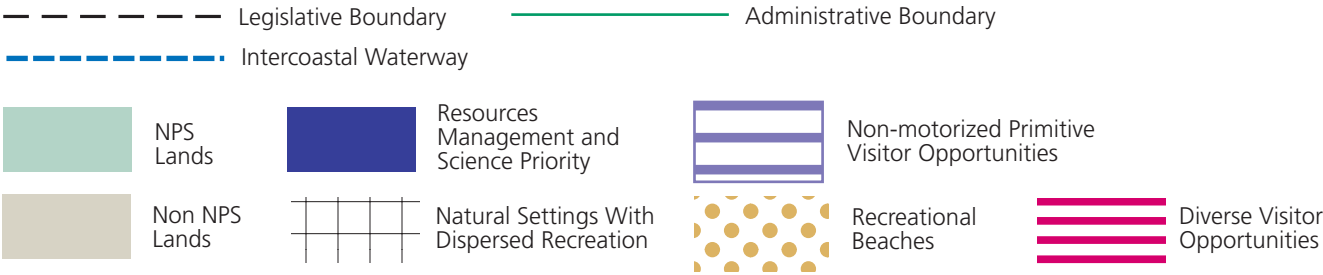 Legislative Boundary
Administrative Boundary
Intercoastal Waterway
NPS
Lands
Resources
Management and
Science Priority
Non-motorized Primitive
Visitor Opportunities
Non NPS
Lands
Natural Settings With
Dispersed Recreation
Recreational
Beaches
Diverse Visitor
Opportunities